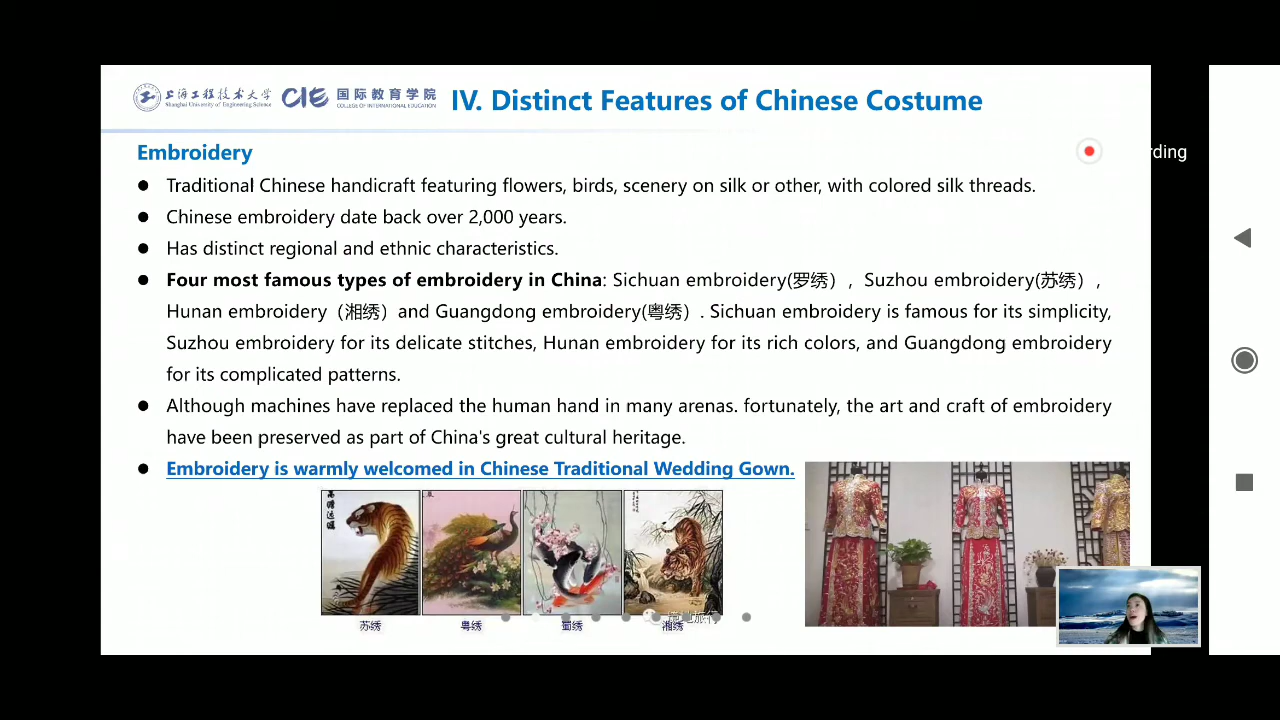 上海工程技术大学
Shanghai University of Engineering Science
CIE
国际教育学院
COLLEGE OF INTERNATIONAL EDUCATION
IV. Distinct Features of Chinese Costume
Embroidery
rding
● Traditional Chinese handicraft featuring flowers, birds, scenery on silk or other, with colored silk threads.
● Chinese embroidery date back over 2,000 years.
● Has distinct regional and ethnic characteristics.
● Four most famous types of embroidery in China: Sichuan embroidery(罗绣）, Suzhou embroidery(苏绣）,
Hunan embroidery（湘绣）and Guangdong embroidery(粤绣）. Sichuan embroidery is famous for its simplicity,
Suzhou embroidery for its delicate stitches, Hunan embroidery for its rich colors, and Guangdong embroidery
for its complicated patterns.
● Although machines have replaced the human hand in many arenas. fortunately, the art and craft of embroidery
have been preserved as part of China's great cultural heritage.
● Embroidery is warmly welcomed in Chinese Traditional Wedding Gown.
高瞻远瞩
苏绣
粤绣
蜀绣
湘绣